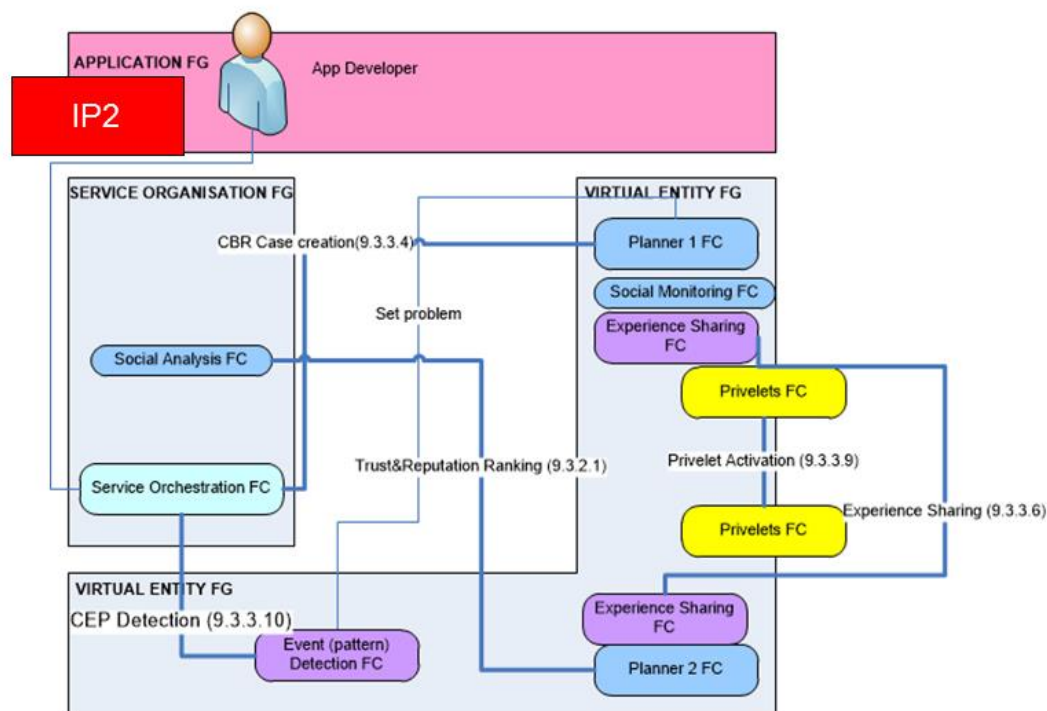 APPLICATION FG
App Developer
IP2
SERVICE ORGANISATION FG
VIRTUAL ENTITY FG
CBR Case creation(9.3.3.4)
Planner 1 FC
Social Monitoring FC
Set problem
Experience Sharing
FC
Social Analysis FC
Privelets FC
Trust&Reputation Ranking (9.3.2.1)
Privelet Activation (9.3.3.9)
Service Orchestration FC
Experience Sharing (9.3.3.6)
Privelets FC
VIRTUAL ENTITY FG
CEP Detection (9.3.3.10)
Experience Sharing
FC
Event (pattern)
Detection FC
Planner 2 FC